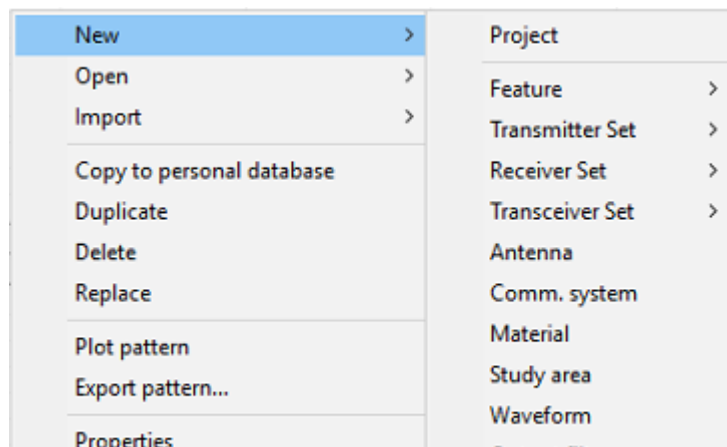 New
Open
Import
Copy to personal database
Duplicate
Delete
Replace
Plot pattern
Export pattern...
Properties
Project
Feature
Transmitter Set
Receiver Set
Transceiver Set
Antenna
Comm. system
Material
Study area
Waveform